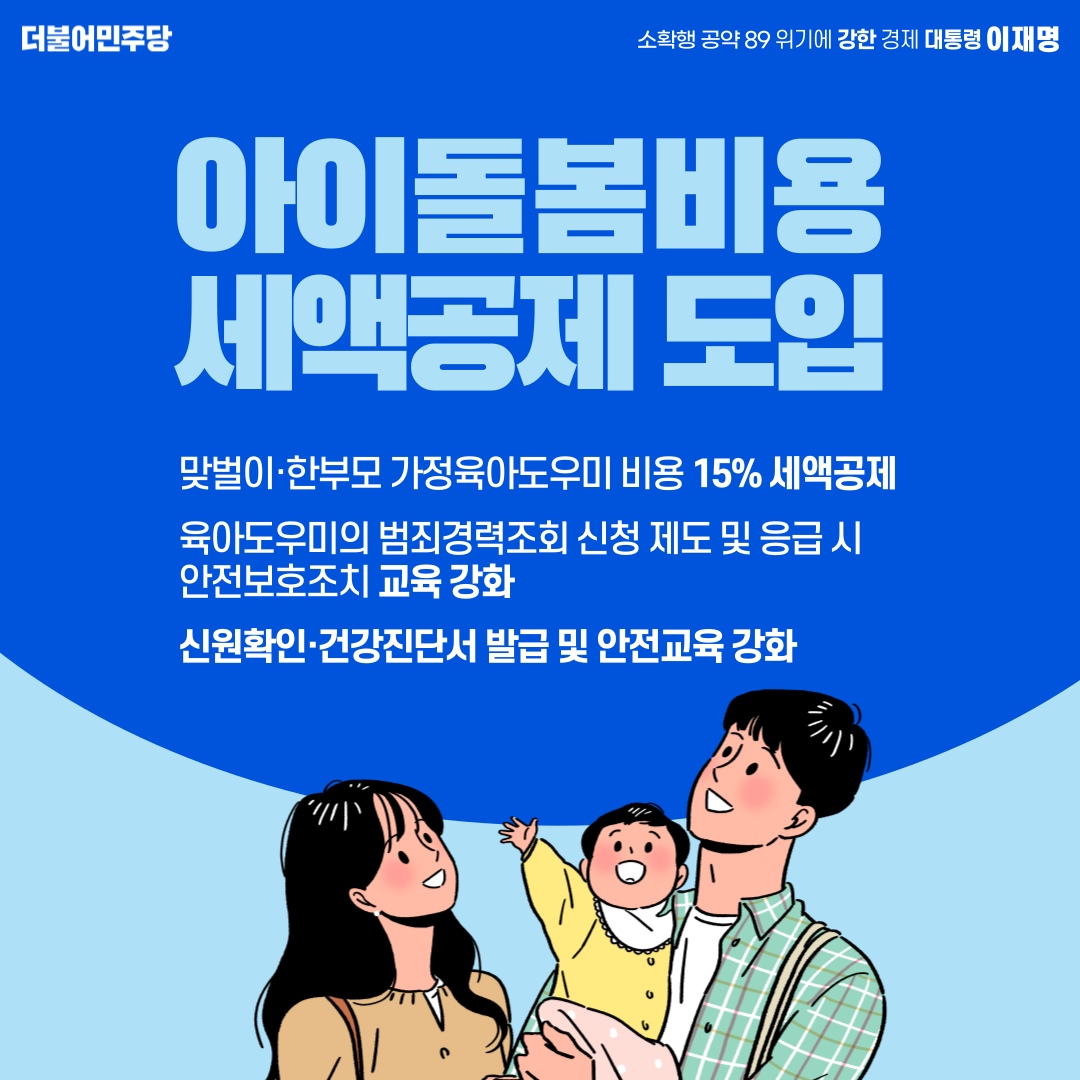 더불어민주당
소확행 공약 89 위기에 강한 경제 대통령 이재명
아이돌봄비용
세액공제 도입
맞벌이·한부모 가정육아도우미 비용 15% 세액공제
육아도우미의 범죄경력조회 신청 제도 및 응급 시
안전보호조치 교육 강화
신원확인·건강진단서 발급 및 안전교육 강화